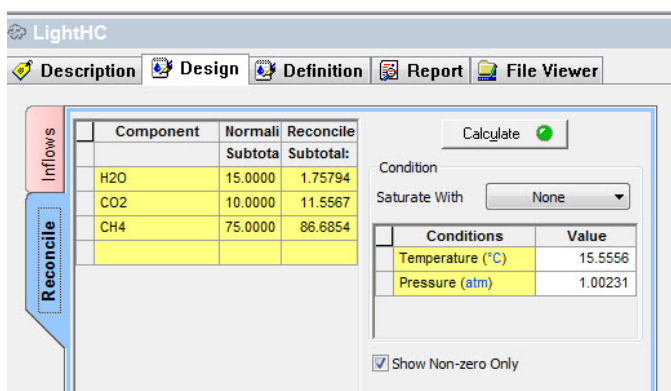 LightHC
Description Design Definition Report File Viewer
Inflows
Reconcile
Component Normali Reconcile
Subtota Subtotal:
H2O 15.0000 1.75794
CO2 10.0000 11.5567
CH4 75.0000 86.6854
Calculate
Condition
Saturate With None
Conditions Value
Temperature (°C) 15.5556
Pressure (atm) 1.00231
Show Non-zero Only